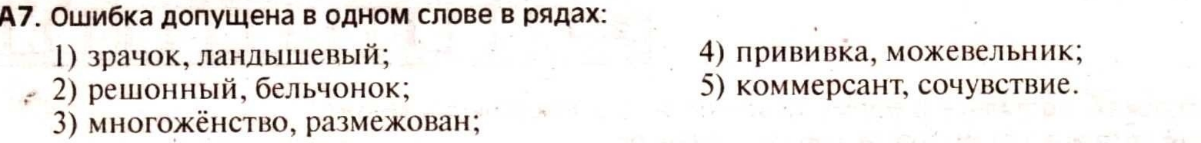 А7. Ошибка допущена в одном слове в рядах:
1) зрачок, ландышевый;
2) решонный, бельчонок;
3) многожёнство, размежован;
4) прививка, можевельник;
5) коммерсант, сочувствие.